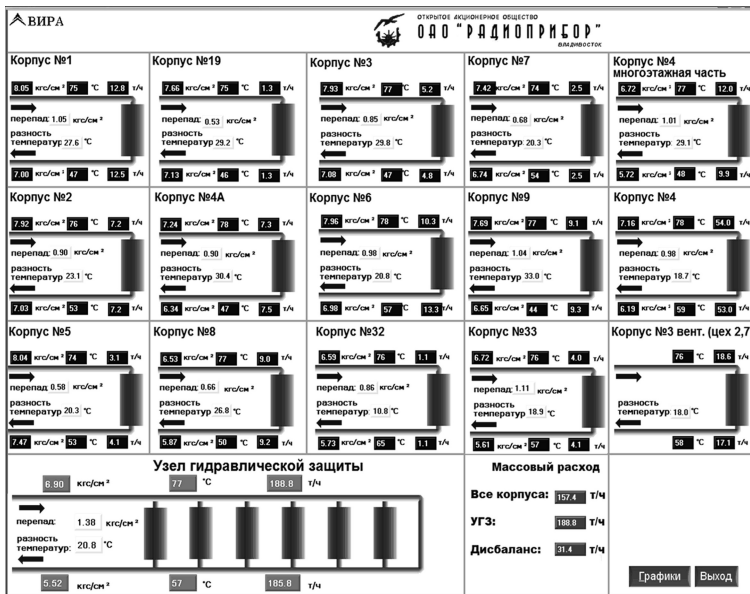 ВИРА
ОТКРЫТОЕ АКЦИОНЕРНОЕ ОБЩЕСТВО
ОАО "РАДИОПРИБОР"
ВЛАДИВОСТОК
Корпус №1
8.05 кгс/см² 75 °C 12.8 т/ч
перепад: 1.05 кгс/см²
разность
температур 27.6 °C
7.00 кгс/см² 47 °C 12.5 т/ч
Корпус №19
7.66 кгс/см² 75 °C 1.3 т/ч
перепад: 0.53 кгс/см²
разность
температур 29.2 °C
7.13 кгс/см² 46 °C 1.3 т/ч
Корпус №3
7.93 кгс/см² 77 °C 5.2 т/ч
перепад: 0.85 кгс/см²
разность
температур 29.8 °C
7.08 кгс/см² 47 °C 4.8 т/ч
Корпус №7
7.42 кгс/см² 74 °C 2.5 т/ч
перепад: 0.68 кгс/см²
разность
температур 20.3 °C
6.74 кгс/см² 54 °C 2.5 т/ч
Корпус №4
многоэтажная часть
6.72 кгс/см² 77 °C 12.0 т/ч
перепад: 1.01 кгс/см²
разность
температур 29.1 °C
5.72 кгс/см² 48 °C 9.9 т/ч
Корпус №2
7.92 кгс/см² 76 °C 7.2 т/ч
перепад: 0.90 кгс/см²
разность
температур 23.1 °C
7.03 кгс/см² 53 °C 7.2 т/ч
Корпус №4А
7.24 кгс/см² 78 °C 7.3 т/ч
перепад: 0.90 кгс/см²
разность
температур 30.4 °C
6.34 кгс/см² 47 °C 7.5 т/ч
Корпус №6
7.96 кгс/см² 78 °C 10.3 т/ч
перепад: 0.98 кгс/см²
разность
температур 20.8 °C
6.98 кгс/см² 57 °C 13.3 т/ч
Корпус №9
7.69 кгс/см² 77 °C 9.1 т/ч
перепад: 1.04 кгс/см²
разность
температур 33.0 °C
6.65 кгс/см² 44 °C 9.3 т/ч
Корпус №4
7.16 кгс/см² 78 °C 54.0 т/ч
перепад: 0.98 кгс/см²
разность
температур 18.7 °C
6.19 кгс/см² 59 °C 53.0 т/ч
Корпус №5
8.04 кгс/см² 74 °C 3.1 т/ч
перепад: 0.58 кгс/см²
разность
температур 20.3 °C
7.47 кгс/см² 53 °C 4.1 т/ч
Корпус №8
6.53 кгс/см² 77 °C 9.0 т/ч
перепад: 0.66 кгс/см²
разность
температур 26.8 °C
5.87 кгс/см² 50 °C 9.2 т/ч
Корпус №32
6.59 кгс/см² 76 °C 1.1 т/ч
перепад: 0.86 кгс/см²
разность
температур 10.8 °C
5.73 кгс/см² 65 °C 1.1 т/ч
Корпус №33
6.72 кгс/см² 76 °C 4.0 т/ч
перепад: 1.11 кгс/см²
разность
температур 18.9 °C
5.61 кгс/см² 57 °C 4.1 т/ч
Корпус №3 вент. (цех 2,7
76 °C 18.6 т/ч
разность
температур: 18.0 °C
58 °C 17.1 т/ч
Узел гидравлической защиты
6.90 кгс/см² 77 °C 188.8 т/ч
перепад: 1.38 кгс/см²
разность
температур: 20.8 °C
5.52 кгс/см² 57 °C 185.8 т/ч
Массовый расход
Все корпуса: 157.4 т/ч
УГЗ: 188.8 т/ч
Дисбаланс: 31.4 т/ч
Графики Выход